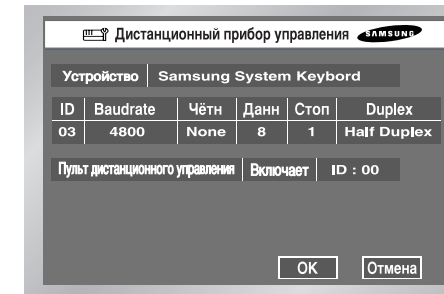 Дистанционный прибор управления SAMSUNG
Устройство Samsung System Keybord
ID Baudrate Чётн Данн Стоп Duplex
03 4800 None 8 1 Half Duplex
Пульт дистанционного управления Включает ID : 00
OK Отмена